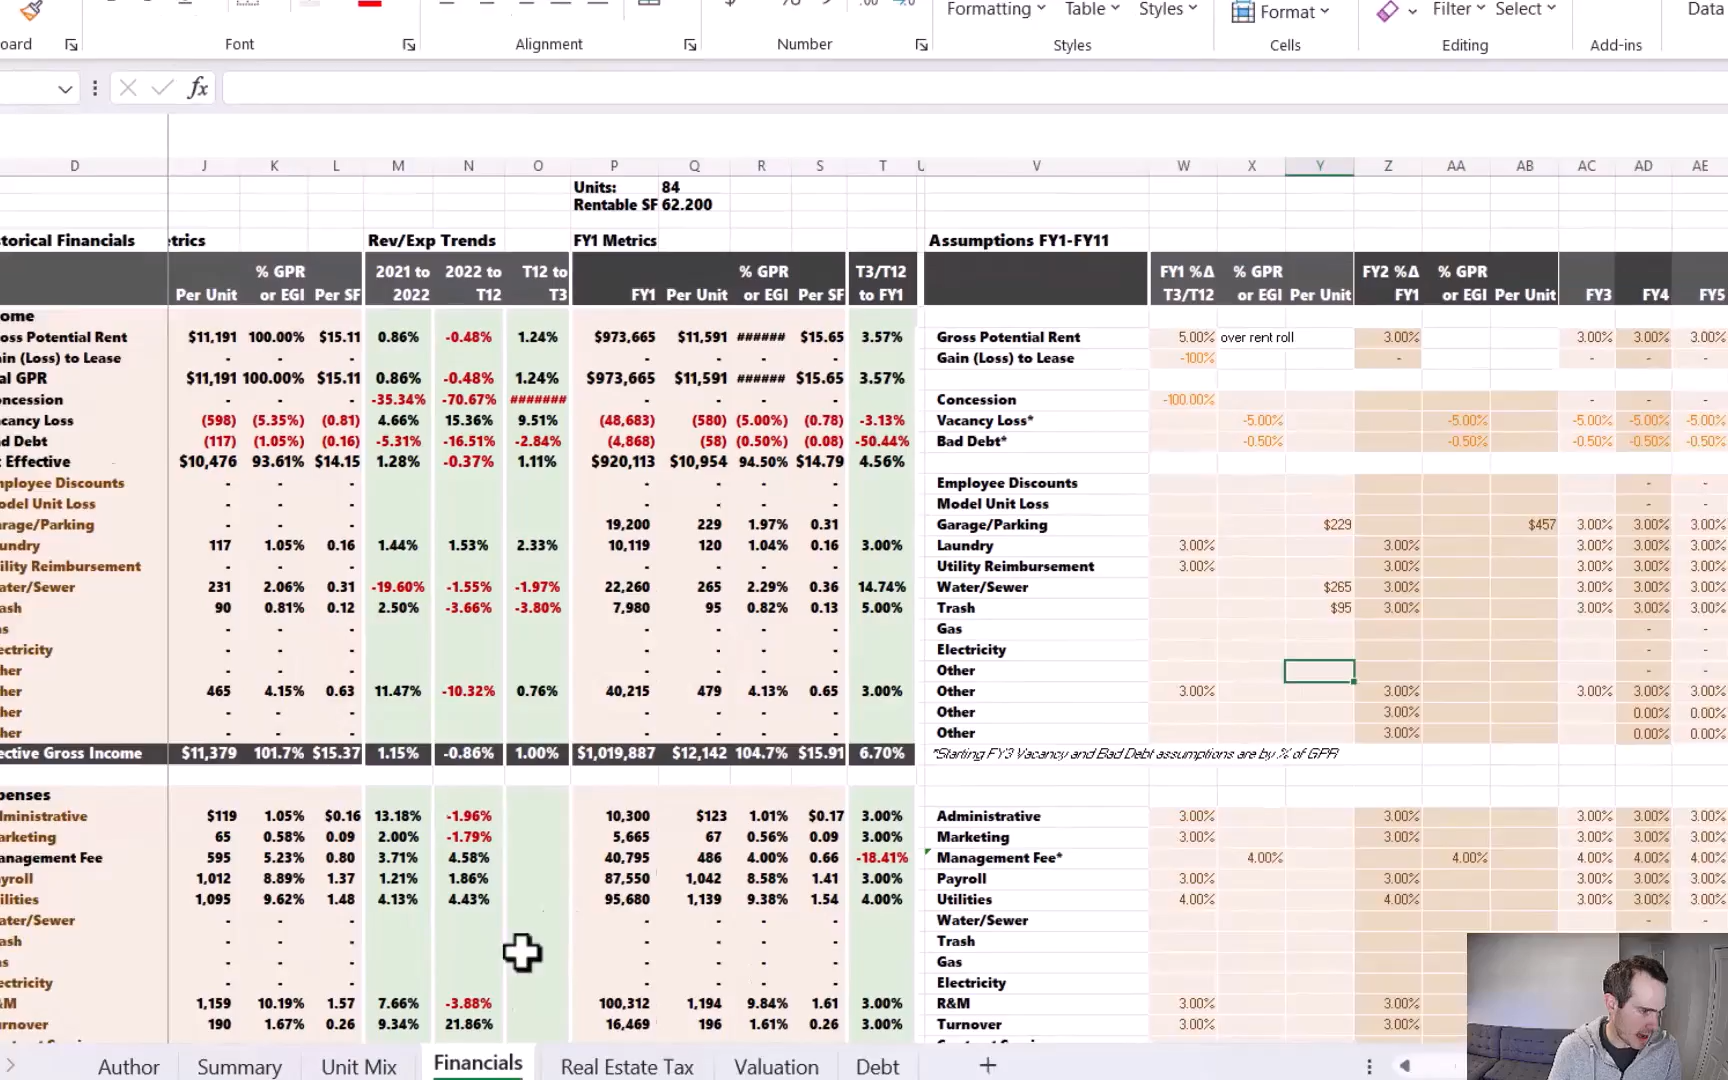 Formatting Table Styles Format Filter Select Data
oard Font Alignment Number Styles Cells Editing Add-ins
fx
D J K L M N O P Q R S T U V W X Y Z AA AB AC AD AE
Units: 84
Rentable SF 62.200
torical Financials etrics Rev/Exp Trends FY1 Metrics Assumptions FY1-FY11
% GPR 2021 to 2022 to T12 to % GPR T3/T12 FY1 %Δ % GPR FY2 %Δ % GPR
Per Unit or EGI Per SF 2022 T12 T3 FY1 Per Unit or EGI Per SF to FY1 T3/T12 or EGI Per Unit FY1 or EGI Per Unit FY3 FY4 FY5
ome
ross Potential Rent $11,191 100.00% $15.11 0.86% -0.48% 1.24% $973,665 $11,591 ###### $15.65 3.57% Gross Potential Rent 5.00% over rent roll 3.00% 3.00% 3.00% 3.00%
ain (Loss) to Lease - - - - - - - Gain (Loss) to Lease -100% - - - -
al GPR $11,191 100.00% $15.11 0.86% -0.48% 1.24% $973,665 $11,591 ###### $15.65 3.57%
oncession - - - -35.34% -70.67% ####### - - - - Concession -100.00% - - -
acancy Loss (598) (5.35%) (0.81) 4.66% 15.36% 9.51% (48,683) (580) (5.00%) (0.78) -3.13% Vacancy Loss* -5.00% -5.00% -5.00% -5.00% -5.00%
ad Debt (117) (1.05%) (0.16) -5.31% -16.51% -2.84% (4,868) (58) (0.50%) (0.08) -50.44% Bad Debt* -0.50% -0.50% -0.50% -0.50% -0.50%
t Effective $10,476 93.61% $14.15 1.28% -0.37% 1.11% $920,113 $10,954 94.50% $14.79 4.56%
mployee Discounts - - - - - - - Employee Discounts - -
odel Unit Loss - - - - - - - Model Unit Loss - -
arage/Parking - - - 19,200 229 1.97% 0.31 Garage/Parking $229 $457 3.00% 3.00% 3.00%
undry 117 1.05% 0.16 1.44% 1.53% 2.33% 10,119 120 1.04% 0.16 3.00% Laundry 3.00% 3.00% 3.00% 3.00% 3.00%
ility Reimbursement - - - - - - - Utility Reimbursement 3.00% 3.00% 3.00% 3.00% 3.00%
ater/Sewer 231 2.06% 0.31 -19.60% -1.55% -1.97% 22,260 265 2.29% 0.36 14.74% Water/Sewer $265 3.00% 3.00% 3.00% 3.00%
ash 90 0.81% 0.12 2.50% -3.66% -3.80% 7,980 95 0.82% 0.13 5.00% Trash $95 3.00% 3.00% 3.00% 3.00%
as - - - - - - - Gas - -
ectricity - - - - - - - Electricity - -
her - - - - - - - Other - -
her 465 4.15% 0.63 11.47% -10.32% 0.76% 40,215 479 4.13% 0.65 3.00% Other 3.00% 3.00% 3.00% 3.00% 3.00%
her - - - - - - - Other 3.00% 0.00% 0.00%
her - - - - - - - Other 3.00% 0.00% 0.00%
ective Gross Income $11,379 101.7% $15.37 1.15% -0.86% 1.00% $1,019,887 $12,142 104.7% $15.91 6.70% *Starting FY3 Vacancy and Bad Debt assumptions are by % of GPR
penses
dministrative $119 1.05% $0.16 13.18% -1.96% 10,300 $123 1.01% $0.17 3.00% Administrative 3.00% 3.00% 3.00% 3.00% 3.00%
arketing 65 0.58% 0.09 2.00% -1.79% 5,665 67 0.56% 0.09 3.00% Marketing 3.00% 3.00% 3.00% 3.00% 3.00%
anagement Fee 595 5.23% 0.80 3.71% 4.58% 40,795 486 4.00% 0.66 -18.41% Management Fee* 4.00% 4.00% 4.00% 4.00% 4.00%
yroll 1,012 8.89% 1.37 1.21% 1.86% 87,550 1,042 8.58% 1.41 3.00% Payroll 3.00% 3.00% 3.00% 3.00% 3.00%
ilities 1,095 9.62% 1.48 4.13% 4.43% 95,680 1,139 9.38% 1.54 4.00% Utilities 4.00% 4.00% 3.00% 3.00% 3.00%
ater/Sewer - - - - - - - Water/Sewer - -
ash - - - - - - - Trash
as - - - - - - - Gas
ectricity - - - - - - - Electricity
&M 1,159 10.19% 1.57 7.66% -3.88% 100,312 1,194 9.84% 1.61 3.00% R&M 3.00% 3.00%
urnover 190 1.67% 0.26 9.34% 21.86% 16,469 196 1.61% 0.26 3.00% Turnover 3.00% 3.00%
Author Summary Unit Mix Financials Real Estate Tax Valuation Debt +